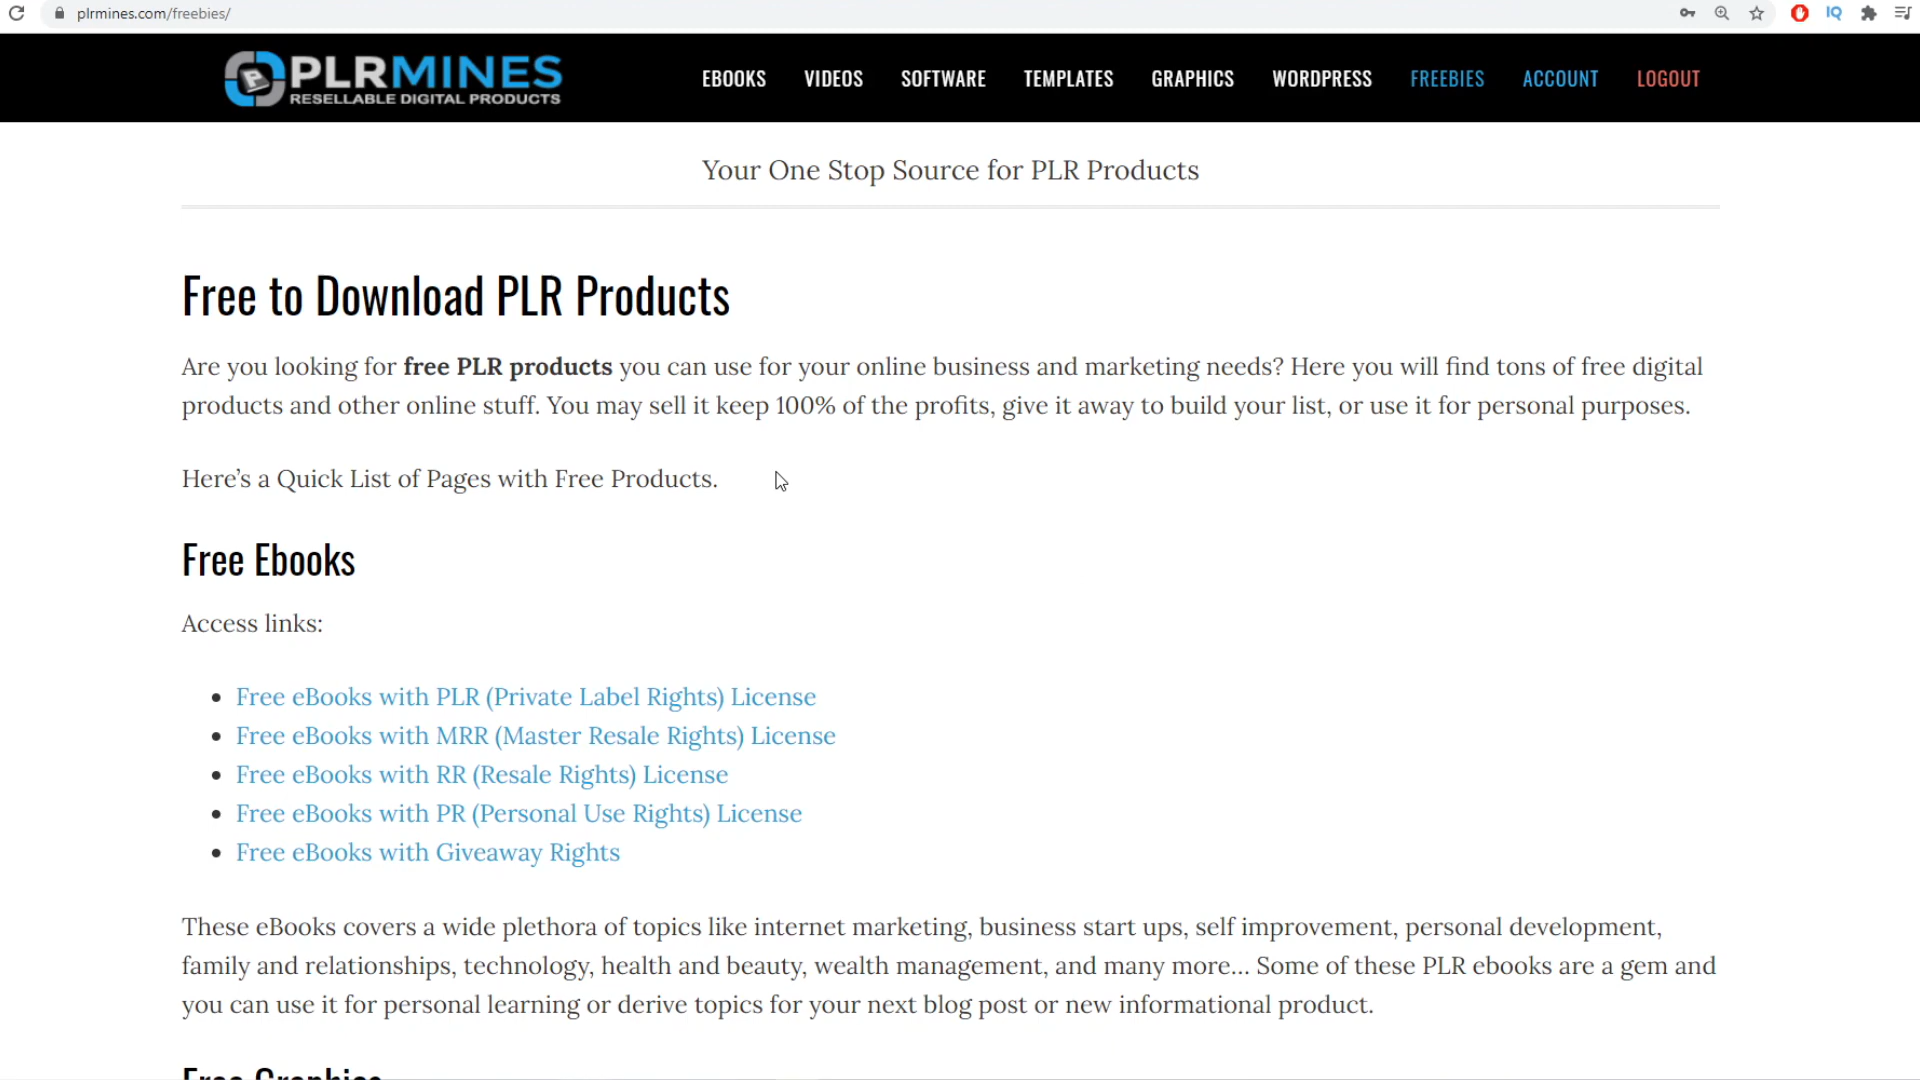 plrmines.com/freebies/
IQ
PLRMINES
RESELLABLE DIGITAL PRODUCTS
EBOOKS VIDEOS SOFTWARE TEMPLATES GRAPHICS WORDPRESS FREEBIES ACCOUNT LOGOUT
Your One Stop Source for PLR Products
Free to Download PLR Products
Are you looking for free PLR products you can use for your online business and marketing needs? Here you will find tons of free digital
products and other online stuff. You may sell it keep 100% of the profits, give it away to build your list, or use it for personal purposes.
Here’s a Quick List of Pages with Free Products.
Free Ebooks
Access links:
Free eBooks with PLR (Private Label Rights) License
Free eBooks with MRR (Master Resale Rights) License
Free eBooks with RR (Resale Rights) License
Free eBooks with PR (Personal Use Rights) License
Free eBooks with Giveaway Rights
These eBooks covers a wide plethora of topics like internet marketing, business start ups, self improvement, personal development,
family and relationships, technology, health and beauty, wealth management, and many more… Some of these PLR ebooks are a gem and
you can use it for personal learning or derive topics for your next blog post or new informational product.
Free Graphics